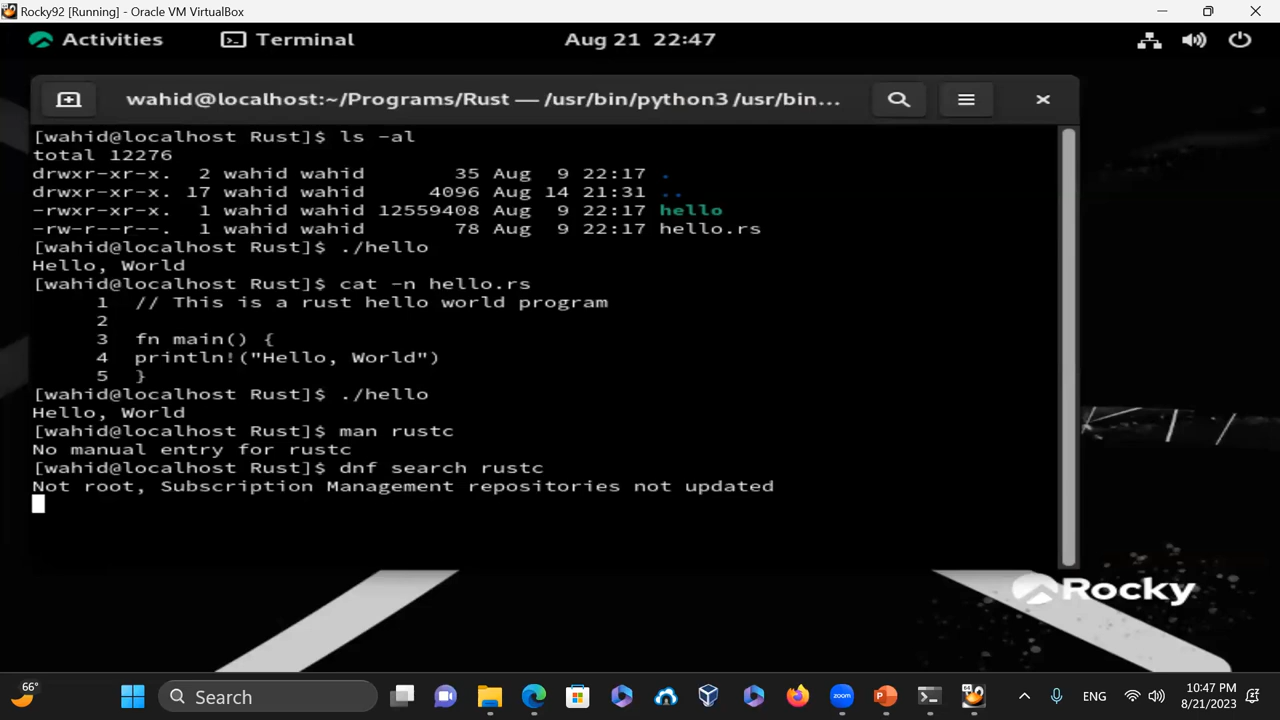 Rocky92 [Running] - Oracle VM VirtualBox
Activities Terminal Aug 21 22:47
wahid@localhost:~/Programs/Rust — /usr/bin/python3 /usr/bin...
[wahid@localhost Rust]$ ls -al
total 12276
drwxr-xr-x. 2 wahid wahid 35 Aug 9 22:17 .
drwxr-xr-x. 17 wahid wahid 4096 Aug 14 21:31 ..
-rwxr-xr-x. 1 wahid wahid 12559408 Aug 9 22:17 hello
-rw-r--r--. 1 wahid wahid 78 Aug 9 22:17 hello.rs
[wahid@localhost Rust]$ ./hello
Hello, World
[wahid@localhost Rust]$ cat -n hello.rs
1 // This is a rust hello world program
2
3 fn main() {
4 println!("Hello, World")
5 }
[wahid@localhost Rust]$ ./hello
Hello, World
[wahid@localhost Rust]$ man rustc
No manual entry for rustc
[wahid@localhost Rust]$ dnf search rustc
Not root, Subscription Management repositories not updated
Rocky
66°
Search
ENG
10:47 PM
8/21/2023